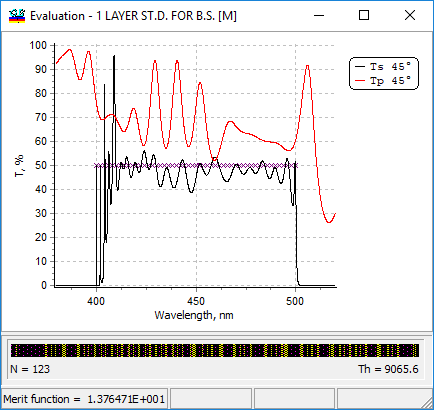 Evaluation - 1 LAYER ST.D. FOR B.S. [M]
100
90
80
70
60
50
40
30
20
10
0
T, %
Ts 45°
Tp 45°
400 450 500
Wavelength, nm
N = 123 Th = 9065.6
Merit function = 1.376471E+001